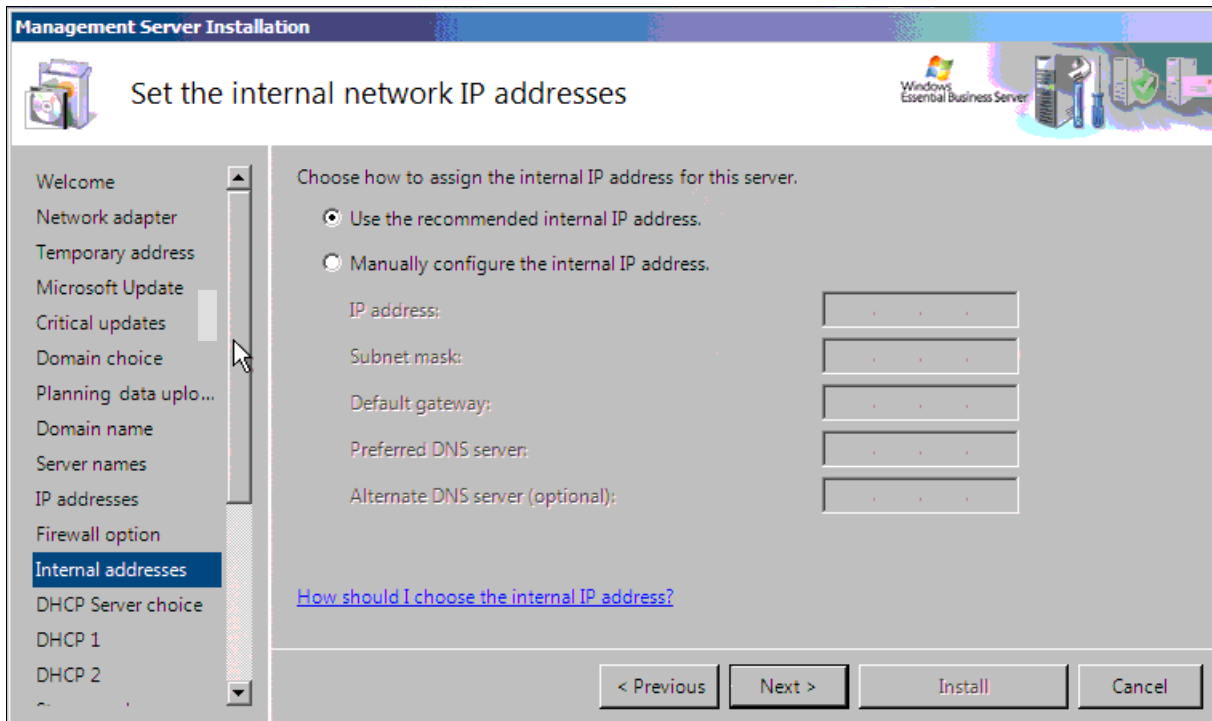 Management Server Installation
Set the internal network IP addresses
Windows
Essential Business Server
Welcome
Network adapter
Temporary address
Microsoft Update
Critical updates
Domain choice
Planning data uplo...
Domain name
Server names
IP addresses
Firewall option
Internal addresses
DHCP Server choice
DHCP 1
DHCP 2
Choose how to assign the internal IP address for this server.
Use the recommended internal IP address.
Manually configure the internal IP address.
IP address:
Subnet mask:
Default gateway:
Preferred DNS server:
Alternate DNS server (optional):
How should I choose the internal IP address?
< Previous
Next >
Install
Cancel